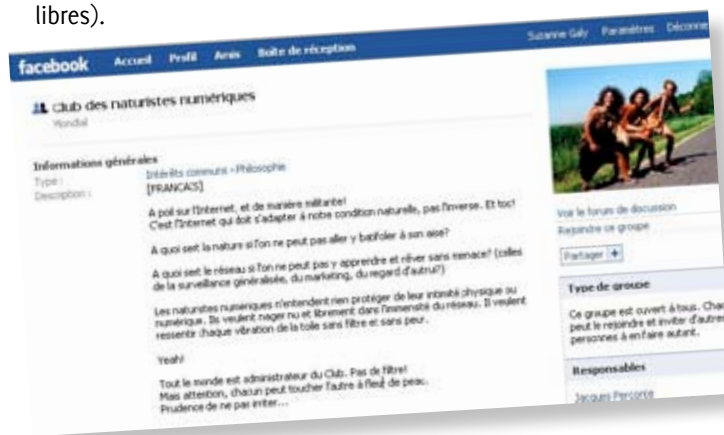 libres).
facebook Accueil Profil Amis Boîte de réception Suzanne Galy Paramètres Déconne
Club des naturistes numériques
Mondial
Informations générales
Type : Intérêts communs - Philosophie
Description : [FRANCAIS]
A poil sur l'Internet, et de manière militante!
C'est l'Internet qui doit s'adapter à notre condition naturelle, pas l'inverse. Et toc!
A quoi sert la nature si l'on ne peut pas aller y batifoler à son aise?
A quoi sert le réseau si l'on ne peut pas y apprendre et rêver sans menace? (celles
de la surveillance généralisée, du marketing, du regard d'autrui?)
Les naturistes numériques n'entendent rien protéger de leur intimité physique ou
numérique. Ils veulent nager nu et librement dans l'immensité du réseau. Il veulent
ressentir chaque vibration de la toile sans filtre et sans peur.
Yeah!
Tout le monde est administrateur du Club. Pas de filtre!
Mais attention, chacun peut toucher l'autre à fleur de peau.
Prudence de ne pas irriter...
Voir le forum de discussion
Rejoindre ce groupe
Partager +
Type de groupe
Ce groupe est ouvert à tous. Chac
peut le rejoindre et inviter d'autres
personnes à en faire autant.
Responsables
Jacques Perconte